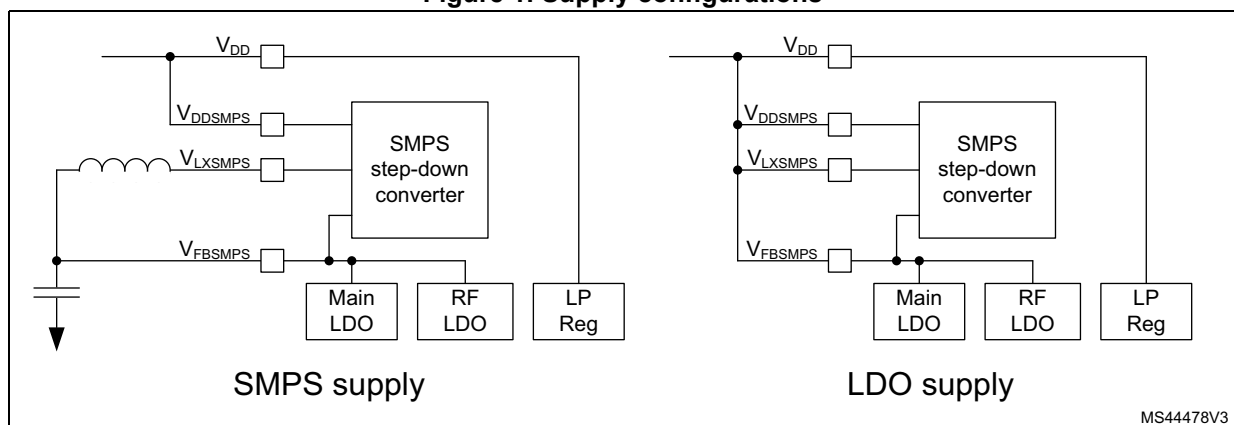 Figure Supply configurations
VDD
VDDSMPS
VLXSMPS
VFBSMPS
SMPS
step-down
converter
Main
LDO
RF
LDO
LP
Reg
SMPS supply
VDD
VDDSMPS
VLXSMPS
VFBSMPS
SMPS
step-down
converter
Main
LDO
RF
LDO
LP
Reg
LDO supply
MS44478V3